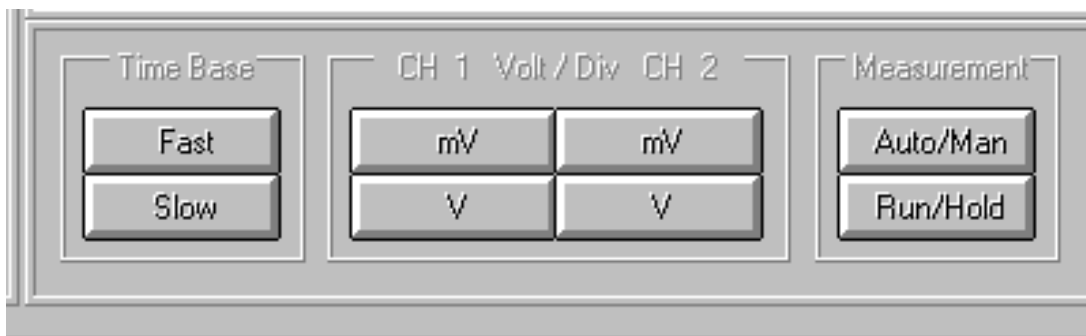 Time Base CH 1 Volt / Div CH 2 Measurement
Fast mV mV Auto/Man
Slow V V Run/Hold